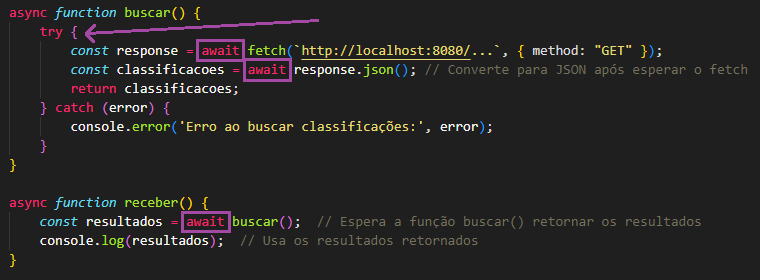 async function buscar() {
try {
const response = await fetch(`http://localhost:8080/...`, { method: "GET" });
const classificacoes = await response.json(); // Converte para JSON após esperar o fetch
return classificacoes;
} catch (error) {
console.error('Erro ao buscar classificações:', error);
}
}
async function receber() {
const resultados = await buscar(); // Espera a função buscar() retornar os resultados
console.log(resultados); // Usa os resultados retornados
}